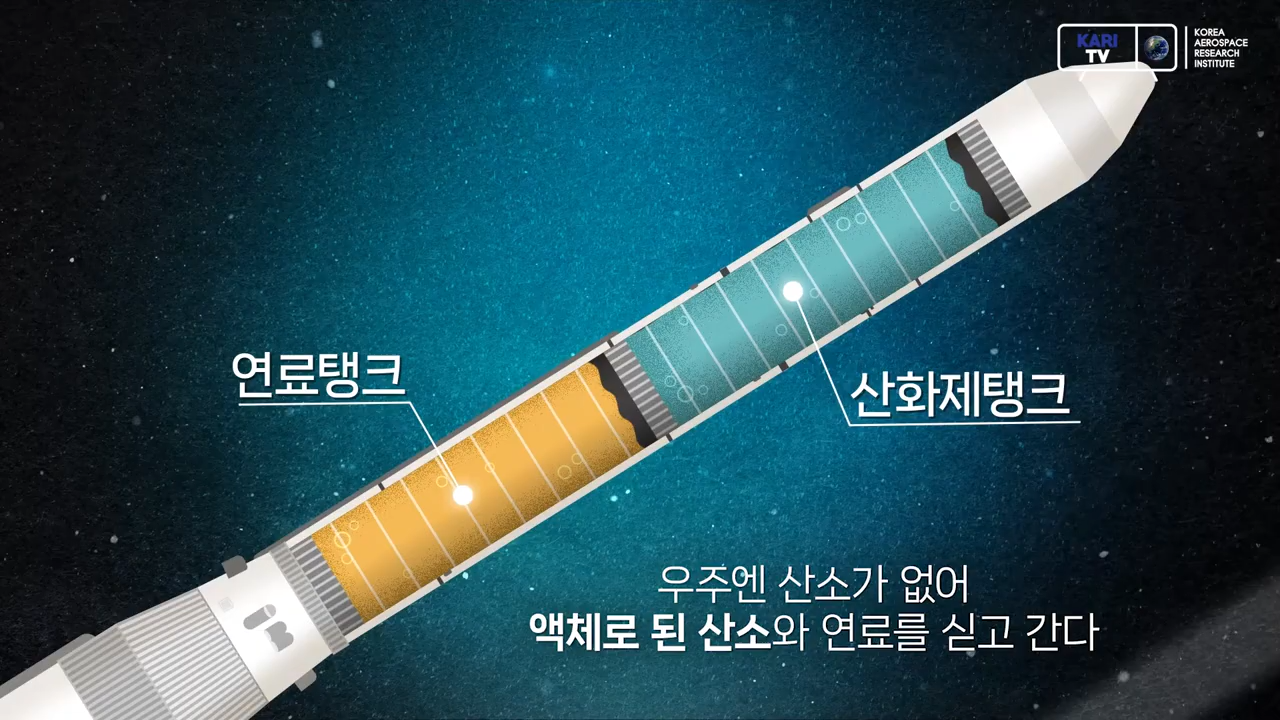 KARI
TV
KOREA
AEROSPACE
RESEARCH
INSTITUTE
연료탱크
산화제탱크
우주엔 산소가 없어
액체로 된 산소와 연료를 싣고 간다